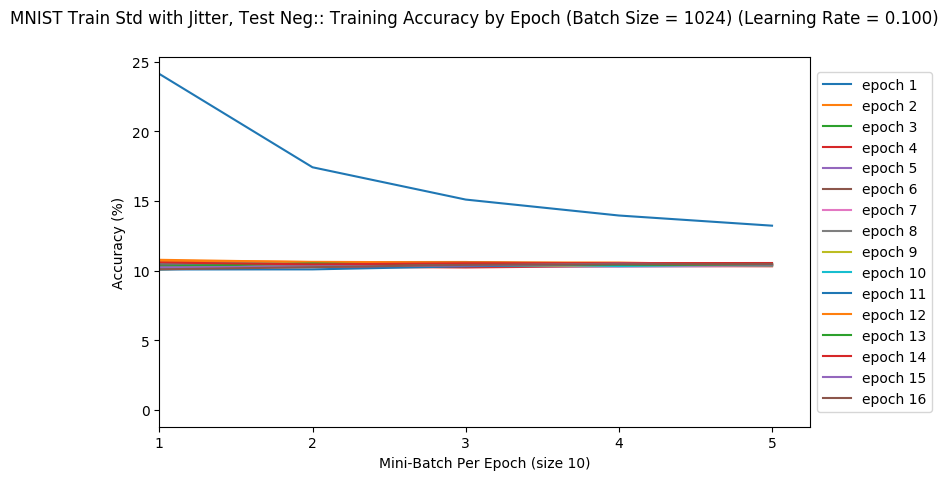 MNIST Train Std with Jitter, Test Neg:: Training Accuracy by Epoch (Batch Size = 1024) (Learning Rate = 0.100)
25
20
15
10
5
0
Accuracy (%)
1 2 3 4 5
Mini-Batch Per Epoch (size 10)
epoch 1
epoch 2
epoch 3
epoch 4
epoch 5
epoch 6
epoch 7
epoch 8
epoch 9
epoch 10
epoch 11
epoch 12
epoch 13
epoch 14
epoch 15
epoch 16